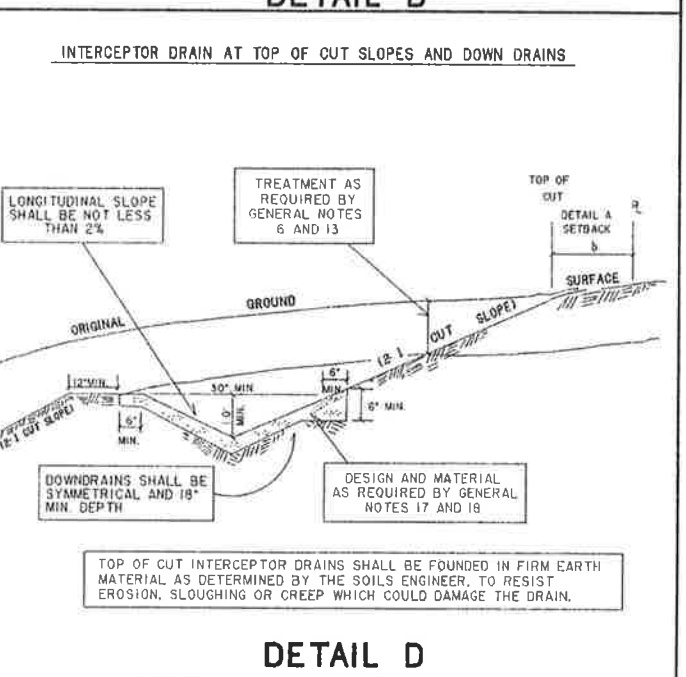 DETAIL B
INTERCEPTOR DRAIN AT TOP OF CUT SLOPES AND DOWN DRAINS
LONGITUDINAL SLOPE
SHALL BE NOT LESS
THAN 2%
TREATMENT AS
REQUIRED BY
GENERAL NOTES
6 AND 13
TOP OF
CUT
DETAIL A
SETBACK
b
SURFACE
ORIGINAL GROUND
(2:1 CUT SLOPE)
12" MIN.
30" MIN.
6"
MIN.
6" MIN.
MIN.
6"
MIN.
(2:1 CUT SLOPE)
DOWNDRAINS SHALL BE
SYMMETRICAL AND 18"
MIN. DEPTH
DESIGN AND MATERIAL
AS REQUIRED BY GENERAL
NOTES 17 AND 18
TOP OF CUT INTERCEPTOR DRAINS SHALL BE FOUNDED IN FIRM EARTH
MATERIAL AS DETERMINED BY THE SOILS ENGINEER, TO RESIST
EROSION, SLOUGHING OR CREEP WHICH COULD DAMAGE THE DRAIN.
DETAIL D